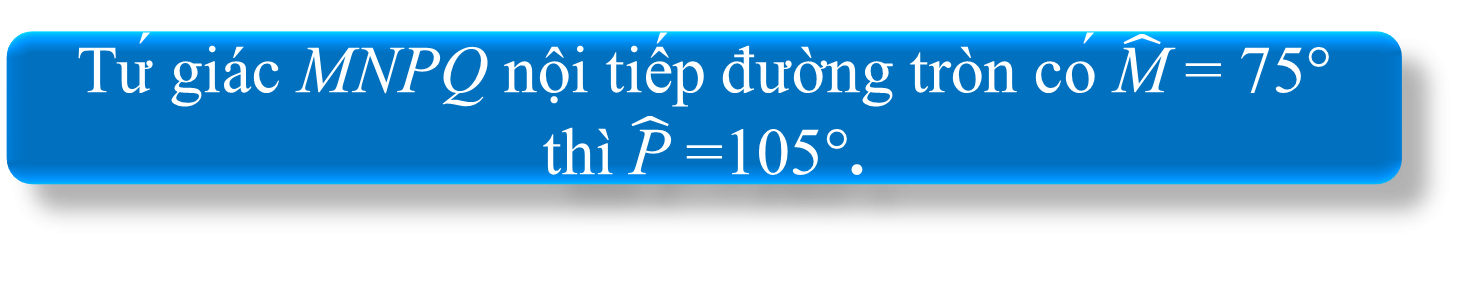 Tứ giác MNPQ nội tiếp đường tròn có M̂ = 75°
thì P̂ =105°.